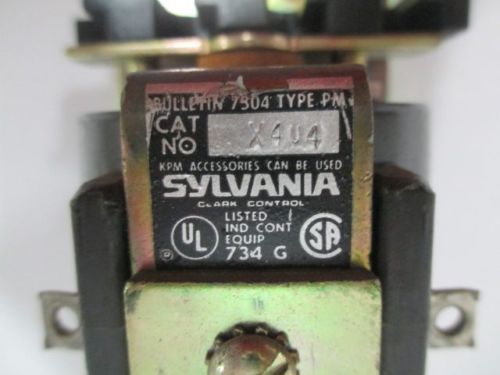 BULLETIN 7304 TYPE PM
CAT
NO
X4U4
KPM ACCESSORIES CAN BE USED
SYLVANIA
CLARK CONTROL
UL
LISTED
IND CONT
EQUIP
734 G
SA